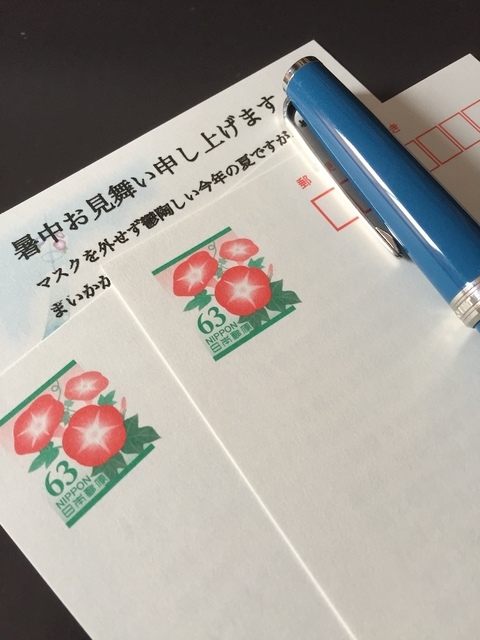 暑中お見舞い申し上げます
マスクを外せず鬱陶しい今年の夏ですが
まいかが
郵
き
63
NIPPON
日本郵便
63
NIPPON
日本郵便